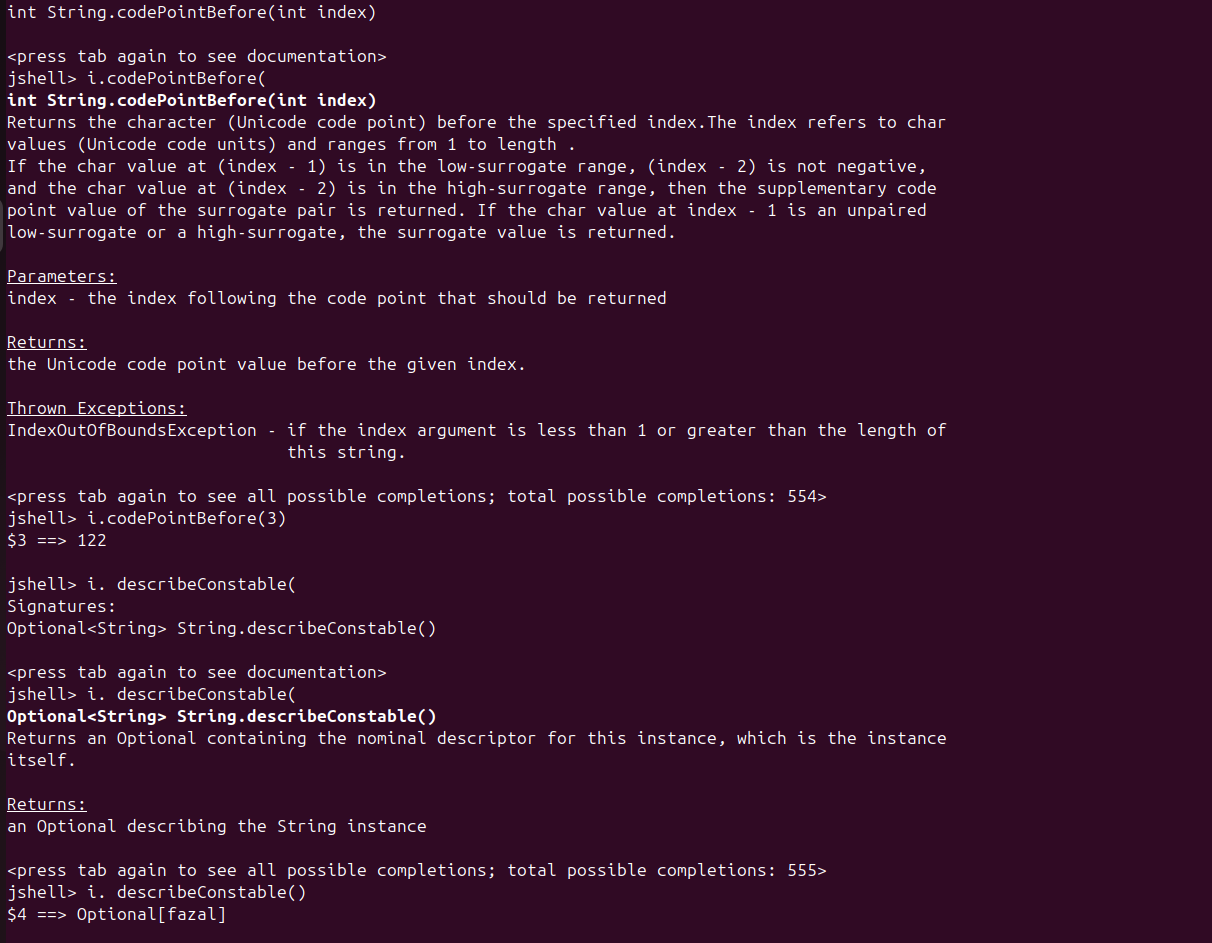 int String.codePointBefore(int index)
<press tab again to see documentation>
jshell> i.codePointBefore(
int String.codePointBefore(int index)
Returns the character (Unicode code point) before the specified index.The index refers to char
values (Unicode code units) and ranges from 1 to length .
If the char value at (index - 1) is in the low-surrogate range, (index - 2) is not negative,
and the char value at (index - 2) is in the high-surrogate range, then the supplementary code
point value of the surrogate pair is returned. If the char value at index - 1 is an unpaired
low-surrogate or a high-surrogate, the surrogate value is returned.
Parameters:
index - the index following the code point that should be returned
Returns:
the Unicode code point value before the given index.
Thrown Exceptions:
IndexOutOfBoundsException - if the index argument is less than 1 or greater than the length of
this string.
<press tab again to see all possible completions; total possible completions: 554>
jshell> i.codePointBefore(3)
$3 ==> 122
jshell> i. describeConstable(
Signatures:
Optional<String> String.describeConstable()
<press tab again to see documentation>
jshell> i. describeConstable(
Optional<String> String.describeConstable()
Returns an Optional containing the nominal descriptor for this instance, which is the instance
itself.
Returns:
an Optional describing the String instance
<press tab again to see all possible completions; total possible completions: 555>
jshell> i. describeConstable()
$4 ==> Optional[fazal]